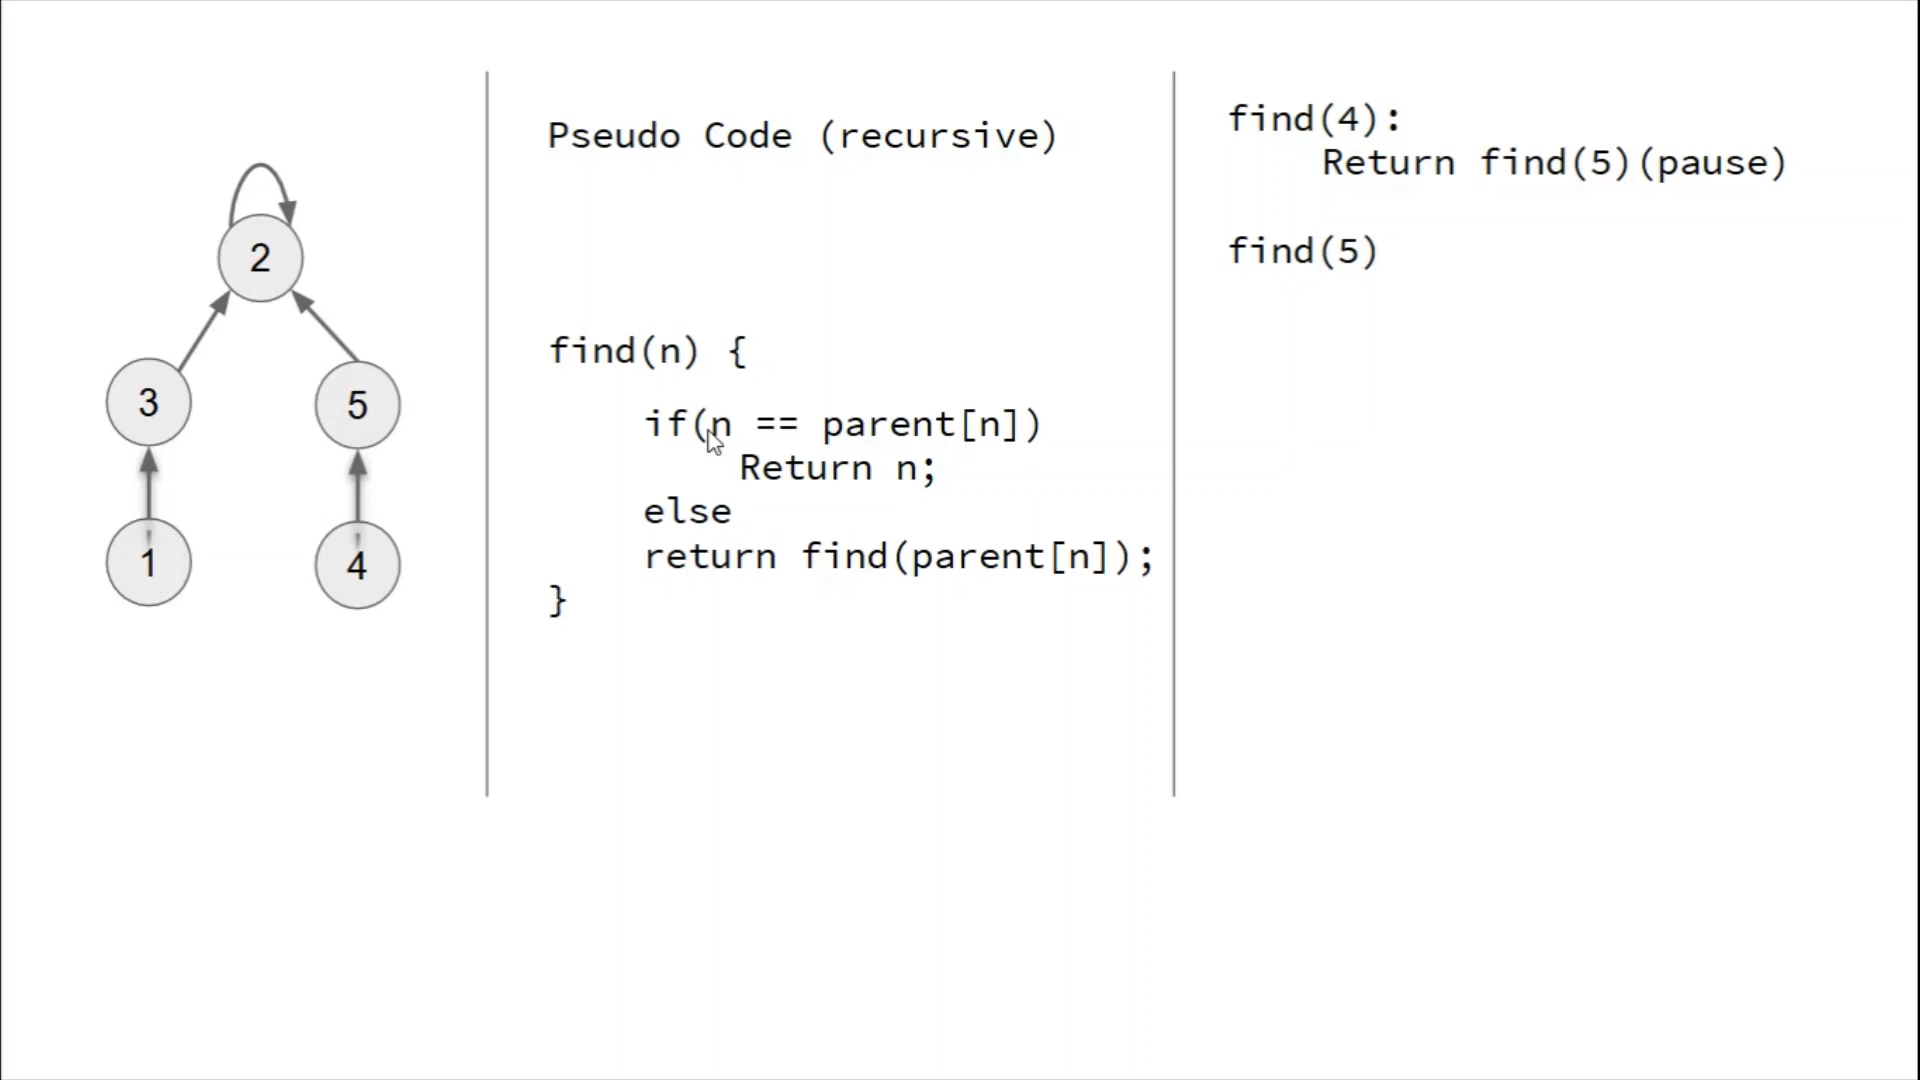 2
3
5
1
4
Pseudo Code (recursive)
find(n) {
if(n == parent[n])
Return n;
else
return find(parent[n]);
}
find(4):
Return find(5)(pause)
find(5)